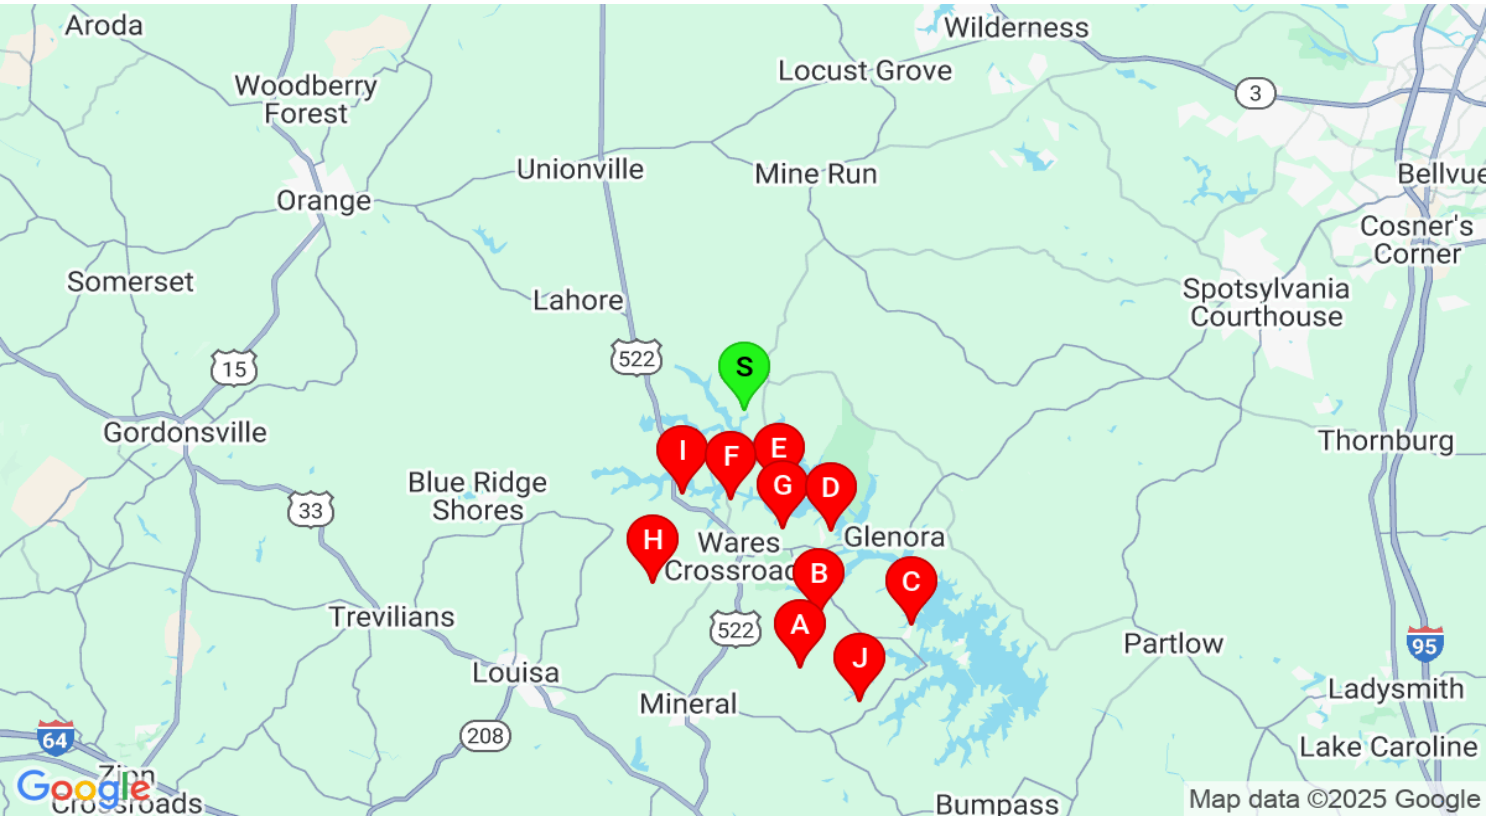 Aroda
Wilderness
Locust Grove
Woodberry
Forest
3
Unionville
Mine Run
Bellvue
Orange
Cosner's
Corner
Somerset
Lahore
Spotsylvania
Courthouse
522
S
15
Gordonsville
Thornburg
I
F
E
Blue Ridge
Shores
G
D
33
H
Wares
Crossroad
Glenora
B
C
Trevilians
A
522
Partlow
95
J
Louisa
Mineral
Ladysmith
208
64
Lake Caroline
Zion
Crossroads
Google
Bumpass
Map data ©2025 Google